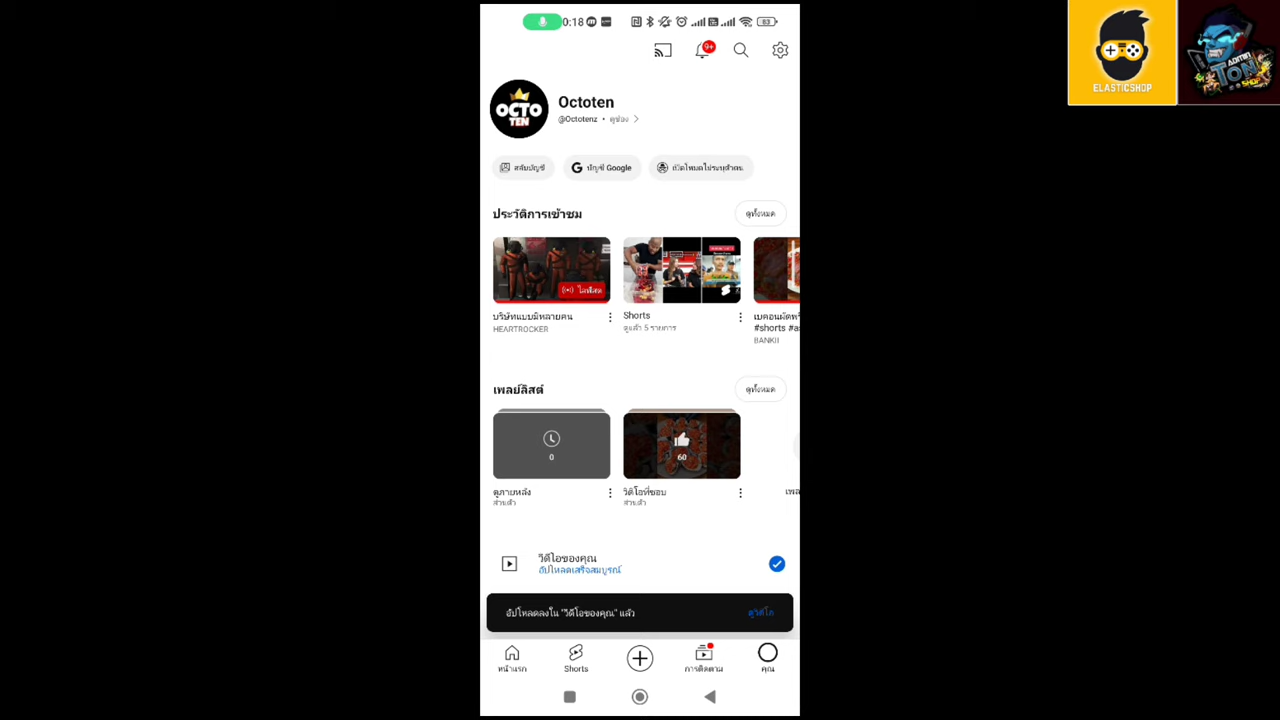 0:18
83
9+
ELASTICSHOP
ADMIN
TON
SHOP
OCTO
TEN
Octoten
@Octotenz • ดูช่อง
สลับบัญชี
บัญชี Google
เปิดโหมดไม่ระบุตัวตน
ประวัติการเข้าชม
ดูทั้งหมด
ไลฟ์สด
บริษัทแบบมีหลายคน
HEARTROCKER
Shorts
ดูแล้ว 5 รายการ
#shorts
BANKII
เพลย์ลิสต์
ดูทั้งหมด
0
60
ดูภายหลัง
ส่วนตัว
วิดีโอที่ชอบ
ส่วนตัว
วิดีโอของคุณ
อัปโหลดเสร็จสมบูรณ์
อัปโหลดลงใน "วิดีโอของคุณ" แล้ว
ดูวิดีโอ
หน้าแรก
Shorts
การติดตาม
คุณ